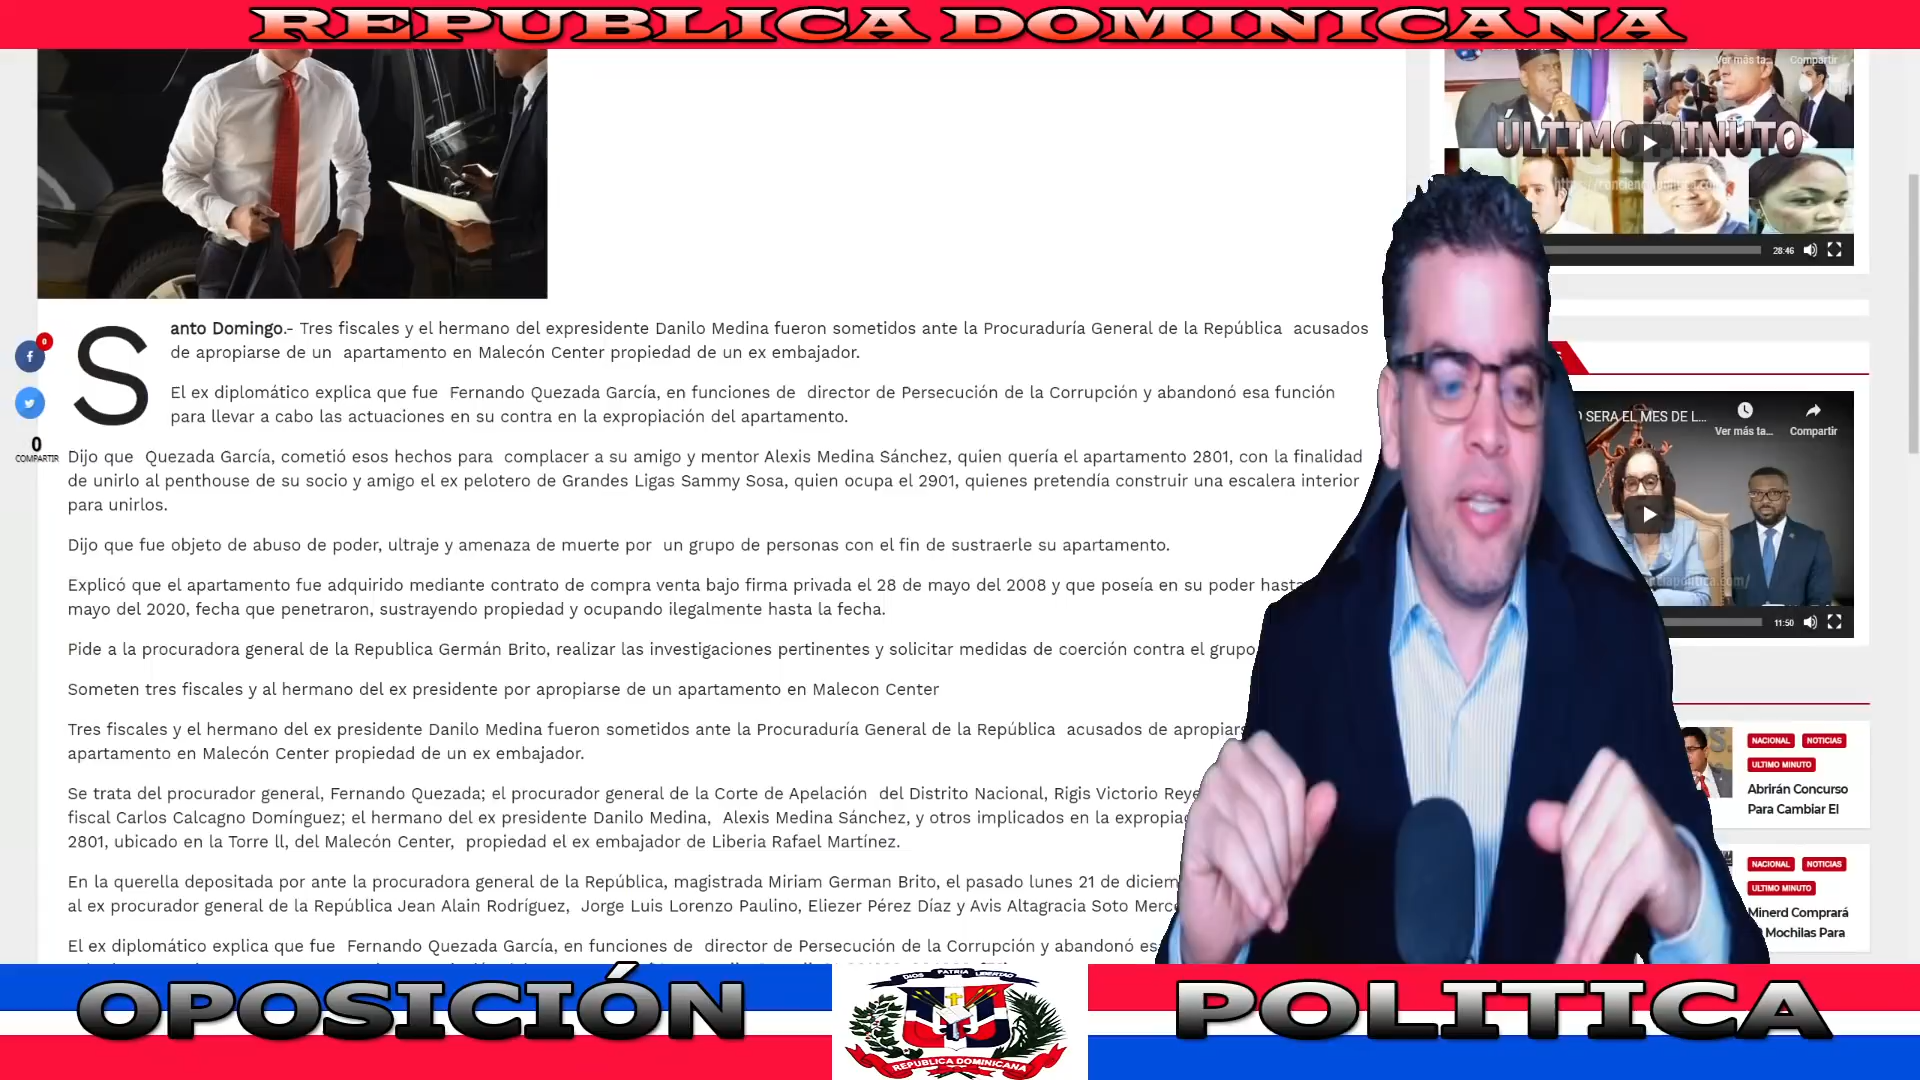 REPUBLICA DOMINICANA
Ver más ta...
Compartir
ÚLTIMO MINUTO
28:46
Santo Domingo.- Tres fiscales y el hermano del expresidente Danilo Medina fueron sometidos ante la Procuraduría General de la República acusados
de apropiarse de un apartamento en Malecón Center propiedad de un ex embajador.
0
El ex diplomático explica que fue Fernando Quezada García, en funciones de director de Persecución de la Corrupción y abandonó esa función
para llevar a cabo las actuaciones en su contra en la expropiación del apartamento.
0
COMPARTIR
Dijo que Quezada García, cometió esos hechos para complacer a su amigo y mentor Alexis Medina Sánchez, quien quería el apartamento 2801, con la finalidad
de unirlo al penthouse de su socio y amigo el ex pelotero de Grandes Ligas Sammy Sosa, quien ocupa el 2901, quienes pretendía construir una escalera interior
para unirlos.
Dijo que fue objeto de abuso de poder, ultraje y amenaza de muerte por un grupo de personas con el fin de sustraerle su apartamento.
Explicó que el apartamento fue adquirido mediante contrato de compra venta bajo firma privada el 28 de mayo del 2008 y que poseía en su poder hasta
mayo del 2020, fecha que penetraron, sustrayendo propiedad y ocupando ilegalmente hasta la fecha.
Pide a la procuradora general de la Republica Germán Brito, realizar las investigaciones pertinentes y solicitar medidas de coerción contra el grupo
Someten tres fiscales y al hermano del ex presidente por apropiarse de un apartamento en Malecon Center
Tres fiscales y el hermano del ex presidente Danilo Medina fueron sometidos ante la Procuraduría General de la República acusados de apropiars
apartamento en Malecón Center propiedad de un ex embajador.
Se trata del procurador general, Fernando Quezada; el procurador general de la Corte de Apelación del Distrito Nacional, Rigis Victorio Reye
fiscal Carlos Calcagno Domínguez; el hermano del ex presidente Danilo Medina, Alexis Medina Sánchez, y otros implicados en la expropia
2801, ubicado en la Torre ll, del Malecón Center, propiedad el ex embajador de Liberia Rafael Martínez.
En la querella depositada por ante la procuradora general de la República, magistrada Miriam German Brito, el pasado lunes 21 de diciem
al ex procurador general de la República Jean Alain Rodríguez, Jorge Luis Lorenzo Paulino, Eliezer Pérez Díaz y Avis Altagracia Soto Merce
El ex diplomático explica que fue Fernando Quezada García, en funciones de director de Persecución de la Corrupción y abandonó es
SERA EL MES DE L...
Ver más ta...
Compartir
11:50
NACIONAL
NOTICIAS
ULTIMO MINUTO
Abrirán Concurso
Para Cambiar El
NACIONAL
NOTICIAS
ULTIMO MINUTO
Minerd Comprará
Mochilas Para
OPOSICIÓN
DIOS PATRIA LIBERTAD
REPUBLICA DOMINICANA
POLITICA